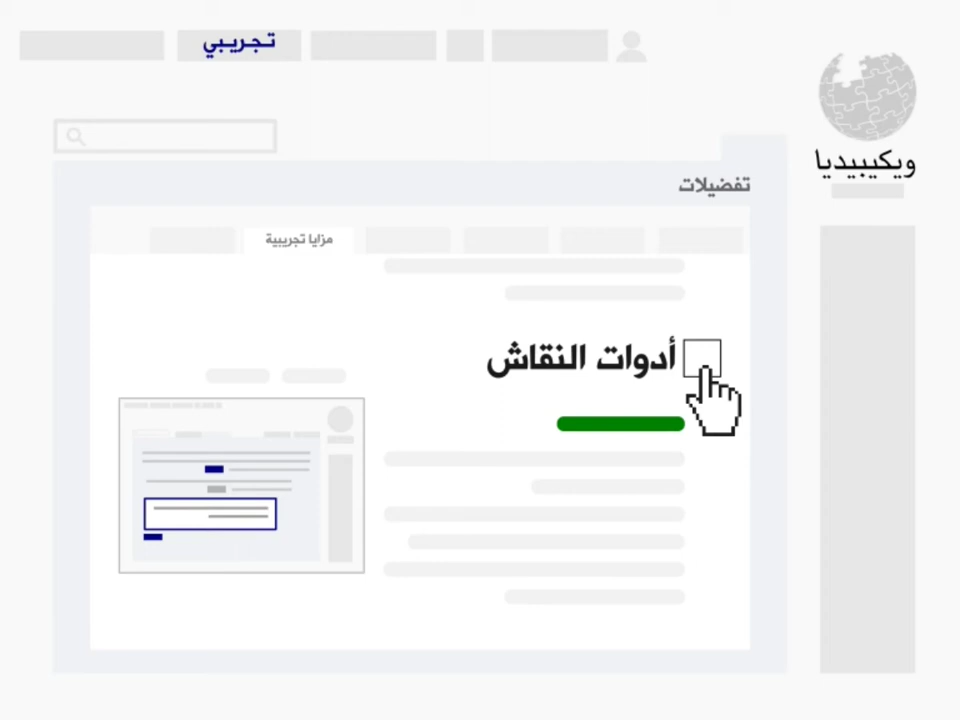 تجريبي
ويكيبيديا
تفضيلات
مزايا تجريبية
أدوات النقاش